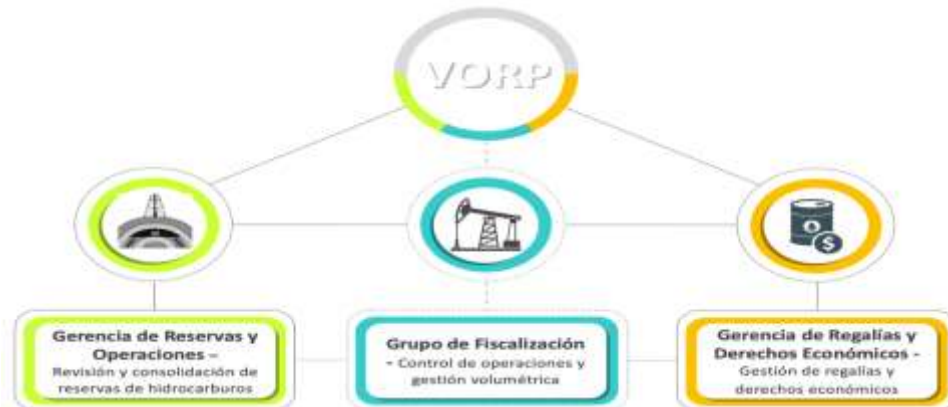 VORP
Gerencia de Reservas y
Operaciones –
Revisión y consolidación de
reservas de hidrocarburos
Grupo de Fiscalización
- Control de operaciones y
gestión volumétrica
Gerencia de Regalías y
Derechos Económicos -
Gestión de regalías y
derechos económicos
$